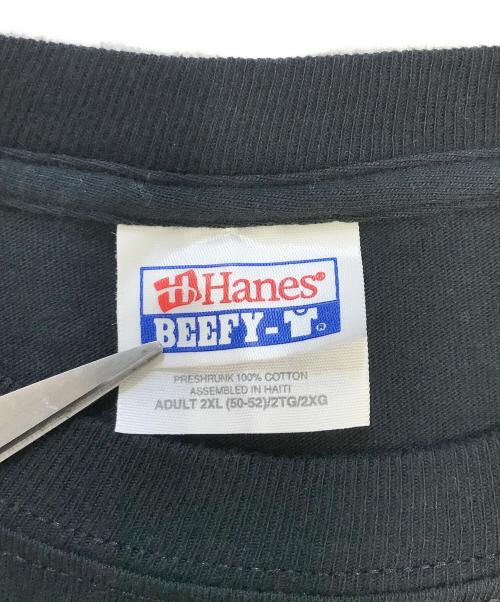 Hanes®
BEEFY-T®
PRESHRUNK 100% COTTON
ASSEMBLED IN HAITI
ADULT 2XL (50-52)/2TG/2XG